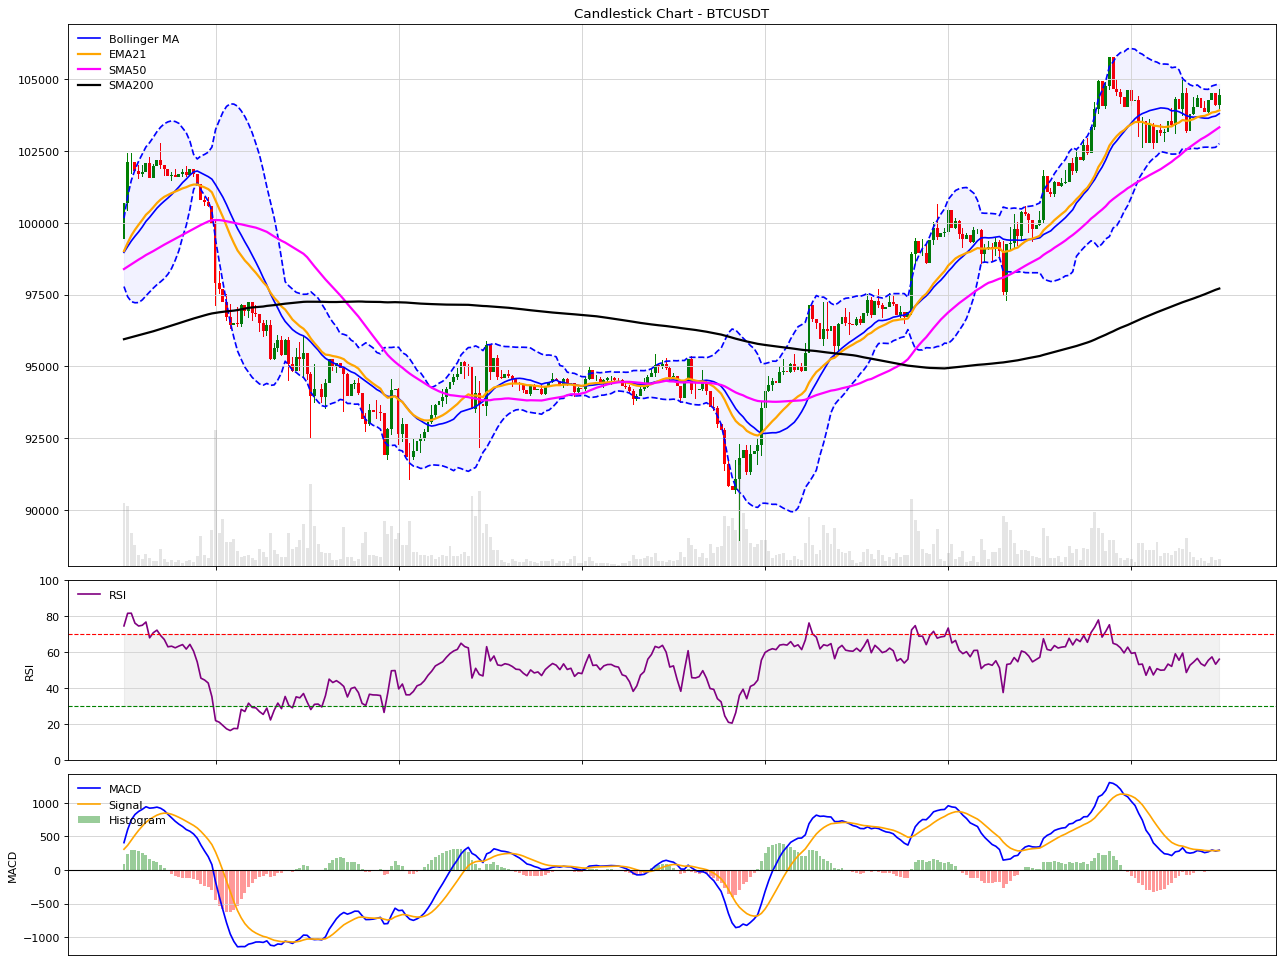 Candlestick Chart - BTCUSDT
Bollinger MA
EMA21
SMA50
SMA200
105000
102500
100000
97500
95000
92500
90000
100
80
60
40
20
0
RSI
RSI
1000
500
0
−500
−1000
MACD
MACD
Signal
Histogram